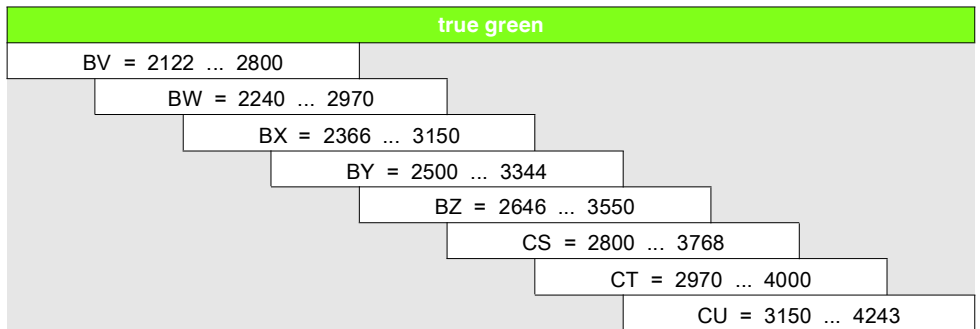 true green
BV = 2122 ... 2800
BW = 2240 ... 2970
BX = 2366 ... 3150
BY = 2500 ... 3344
BZ = 2646 ... 3550
CS = 2800 ... 3768
CT = 2970 ... 4000
CU = 3150 ... 4243